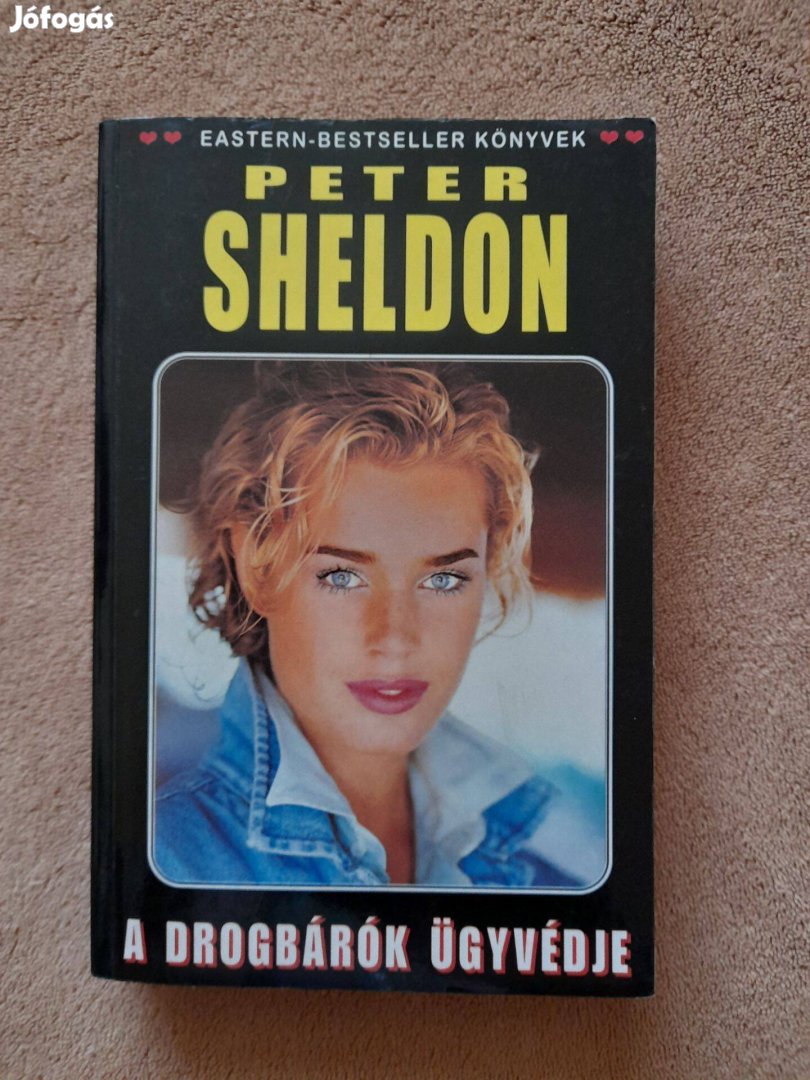 Jófogás
EASTERN-BESTSELLER KÖNYVEK
PETER
SHELDON
A DROGBÁRÓK ÜGYVÉDJE